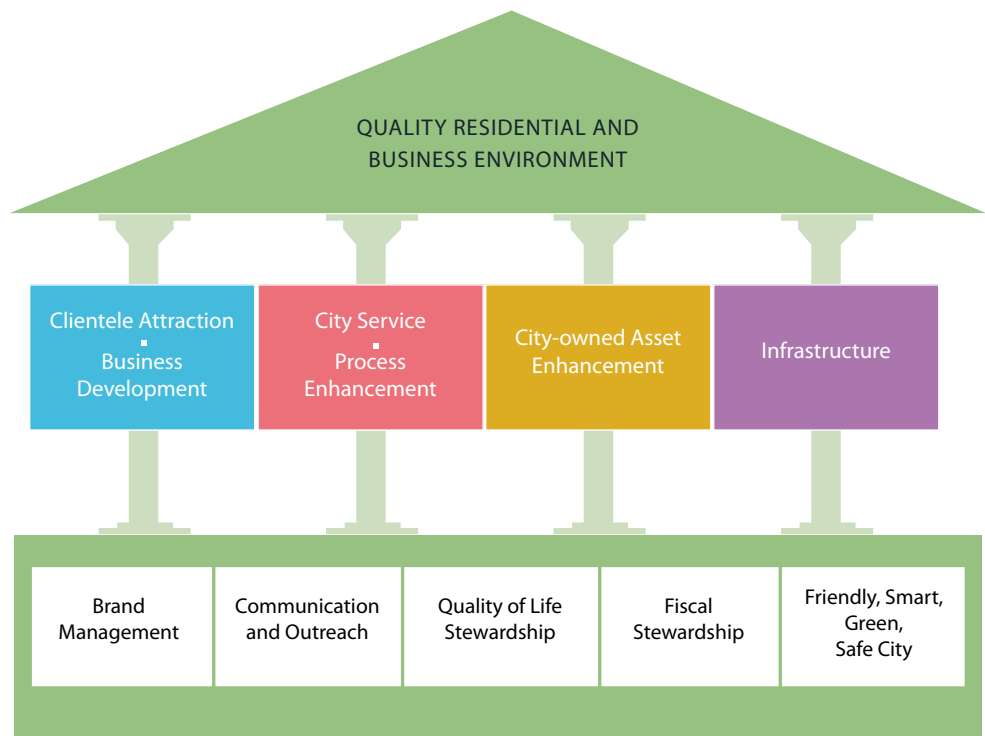 QUALITY RESIDENTIAL AND
BUSINESS ENVIRONMENT
Clientele Attraction
▪
Business
Development
City Service
▪
Process
Enhancement
City-owned Asset
Enhancement
Infrastructure
Brand
Management
Communication
and Outreach
Quality of Life
Stewardship
Fiscal
Stewardship
Friendly, Smart,
Green,
Safe City